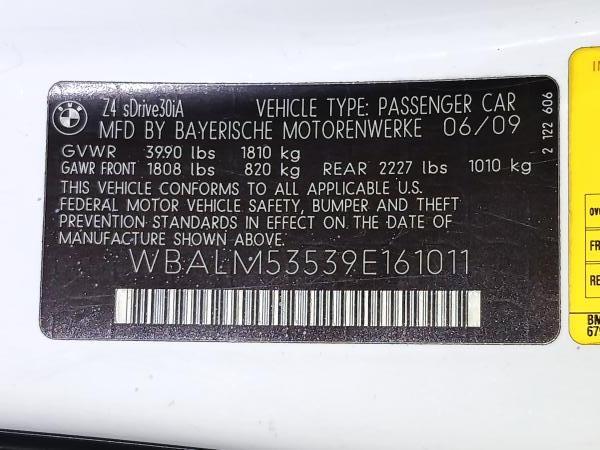 BMW
Z4 sDrive30iA VEHICLE TYPE: PASSENGER CAR
MFD BY BAYERISCHE MOTORENWERKE 06/09
GVWR 3990 lbs 1810 kg
GAWR FRONT 1808 lbs 820 kg REAR 2227 lbs 1010 kg
THIS VEHICLE CONFORMS TO ALL APPLICABLE U.S.
FEDERAL MOTOR VEHICLE SAFETY, BUMPER AND THEFT
PREVENTION STANDARDS IN EFFECT ON THE DATE OF
MANUFACTURE SHOWN ABOVE.
WBALM53539E161011
2 122 606